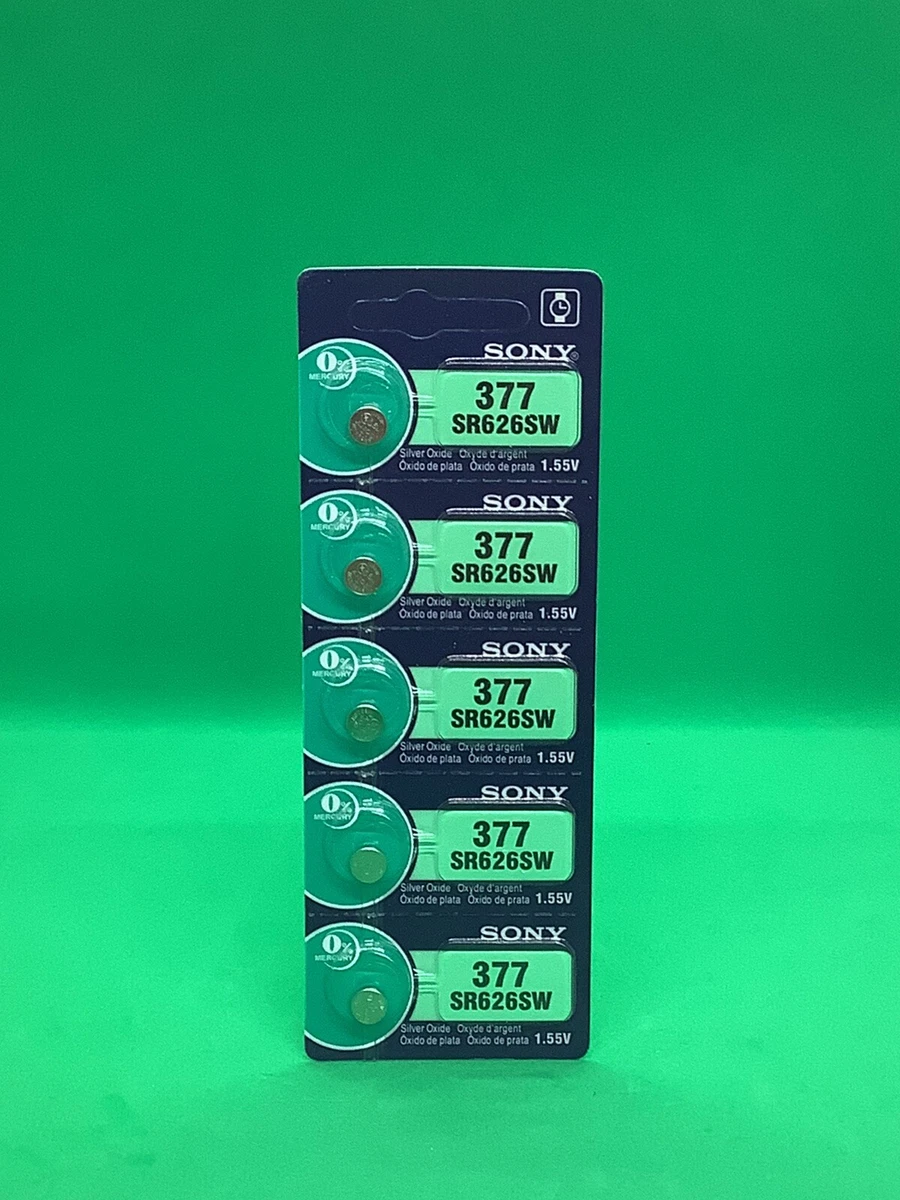 SONY®
0%
MERCURY
377
SR626SW
Silver Oxide Oxyde d'argent
Óxido de plata Óxido de prata 1.55V
SONY
0%
MERCURY
377
SR626SW
Silver Oxide Oxyde d'argent
Óxido de plata Óxido de prata 1.55V
SONY
0%
MERCURY
377
SR626SW
Silver Oxide Oxyde d'argent
Óxido de plata Óxido de prata 1.55V
SONY
0%
MERCURY
377
SR626SW
Silver Oxide Oxyde d'argent
Óxido de plata Óxido de prata 1.55V
SONY
0%
MERCURY
377
SR626SW
Silver Oxide Oxyde d'argent
Óxido de plata Óxido de prata 1.55V